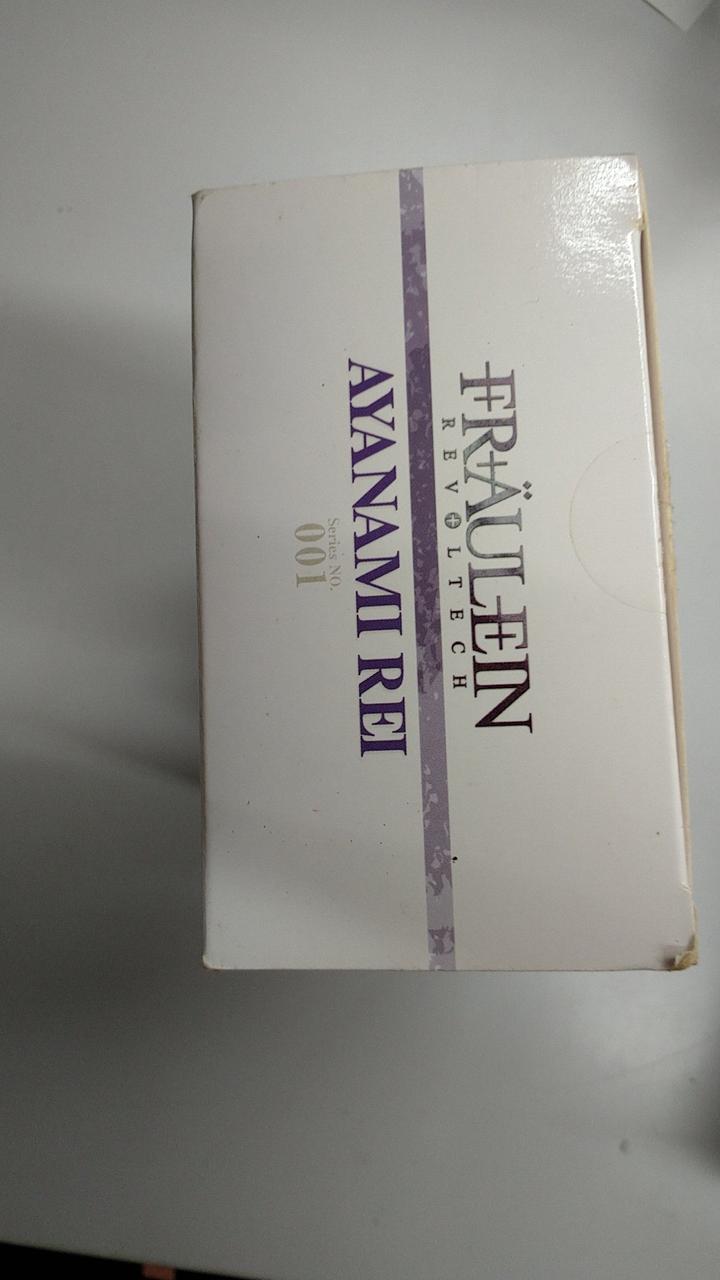 FRÄULEIN
REVOLTECH
AYANAMI REI
Series No.
001